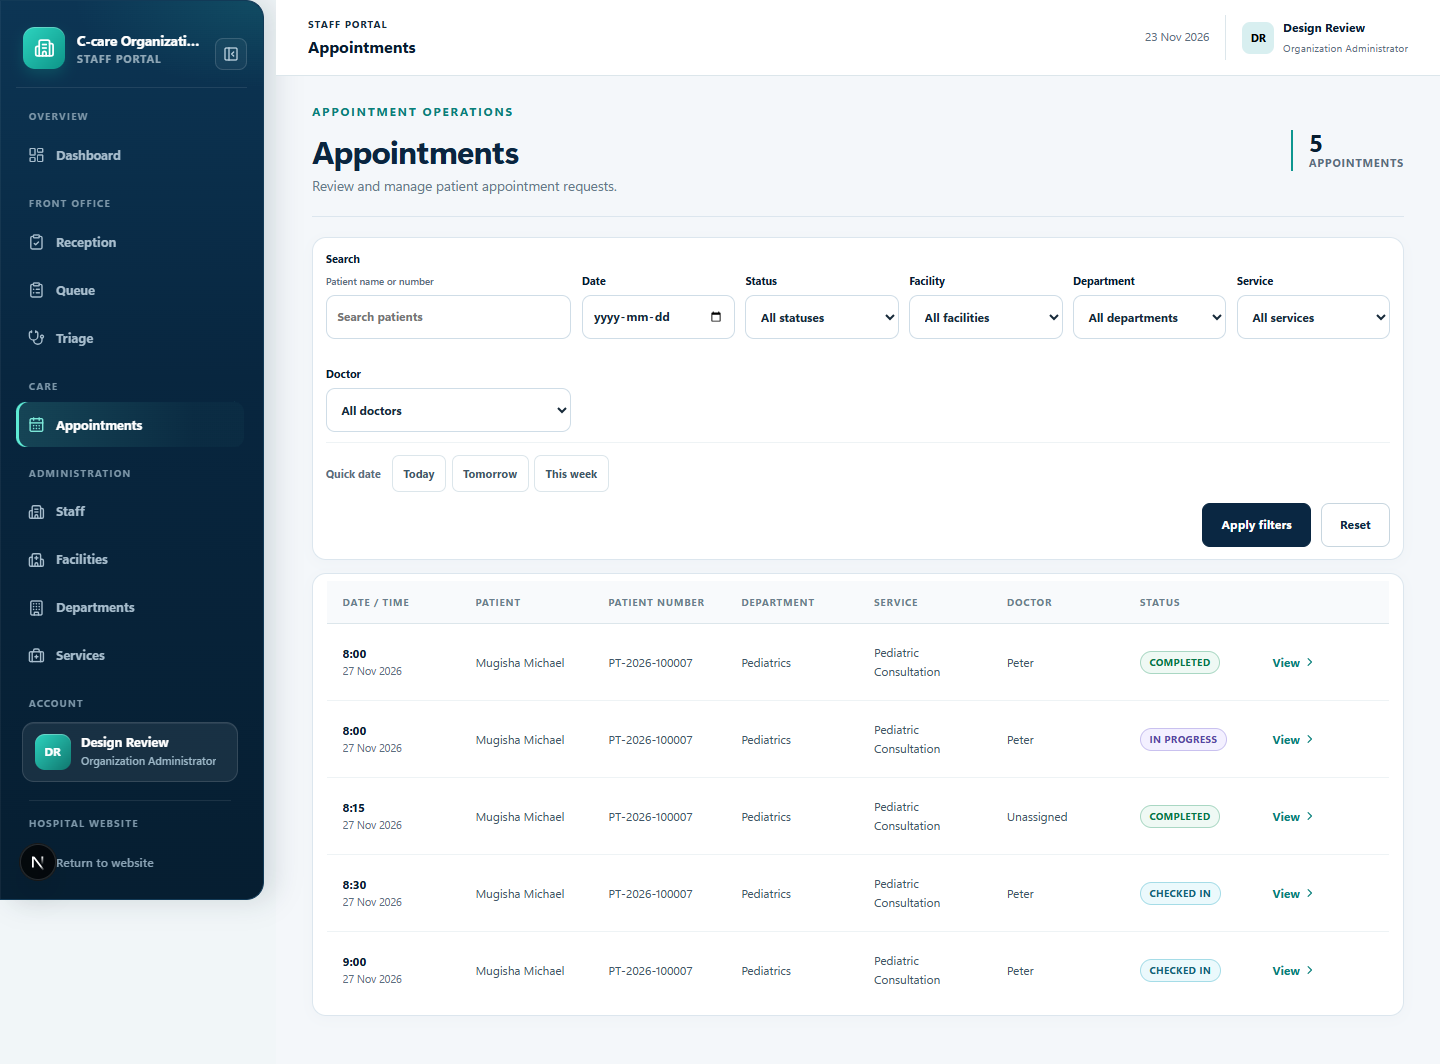 C-care Organizati...
STAFF PORTAL
OVERVIEW
Dashboard
FRONT OFFICE
Reception
Queue
Triage
CARE
Appointments
ADMINISTRATION
Staff
Facilities
Departments
Services
ACCOUNT
DR
Design Review
Organization Administrator
HOSPITAL WEBSITE
N
Return to website
STAFF PORTAL
Appointments
23 Nov 2026
DR
Design Review
Organization Administrator
APPOINTMENT OPERATIONS
Appointments
Review and manage patient appointment requests.
5
APPOINTMENTS
Search
Patient name or number
Date
Status
Facility
Department
Service
Search patients
yyyy-mm-dd
All statuses
All facilities
All departments
All services
Doctor
All doctors
Quick date
Today
Tomorrow
This week
Apply filters
Reset
DATE / TIME PATIENT PATIENT NUMBER DEPARTMENT SERVICE DOCTOR STATUS
8:00
27 Nov 2026
Mugisha Michael
PT-2026-100007
Pediatrics
Pediatric
Consultation
Peter
COMPLETED
View
8:00
27 Nov 2026
Mugisha Michael
PT-2026-100007
Pediatrics
Pediatric
Consultation
Peter
IN PROGRESS
View
8:15
27 Nov 2026
Mugisha Michael
PT-2026-100007
Pediatrics
Pediatric
Consultation
Unassigned
COMPLETED
View
8:30
27 Nov 2026
Mugisha Michael
PT-2026-100007
Pediatrics
Pediatric
Consultation
Peter
CHECKED IN
View
9:00
27 Nov 2026
Mugisha Michael
PT-2026-100007
Pediatrics
Pediatric
Consultation
Peter
CHECKED IN
View